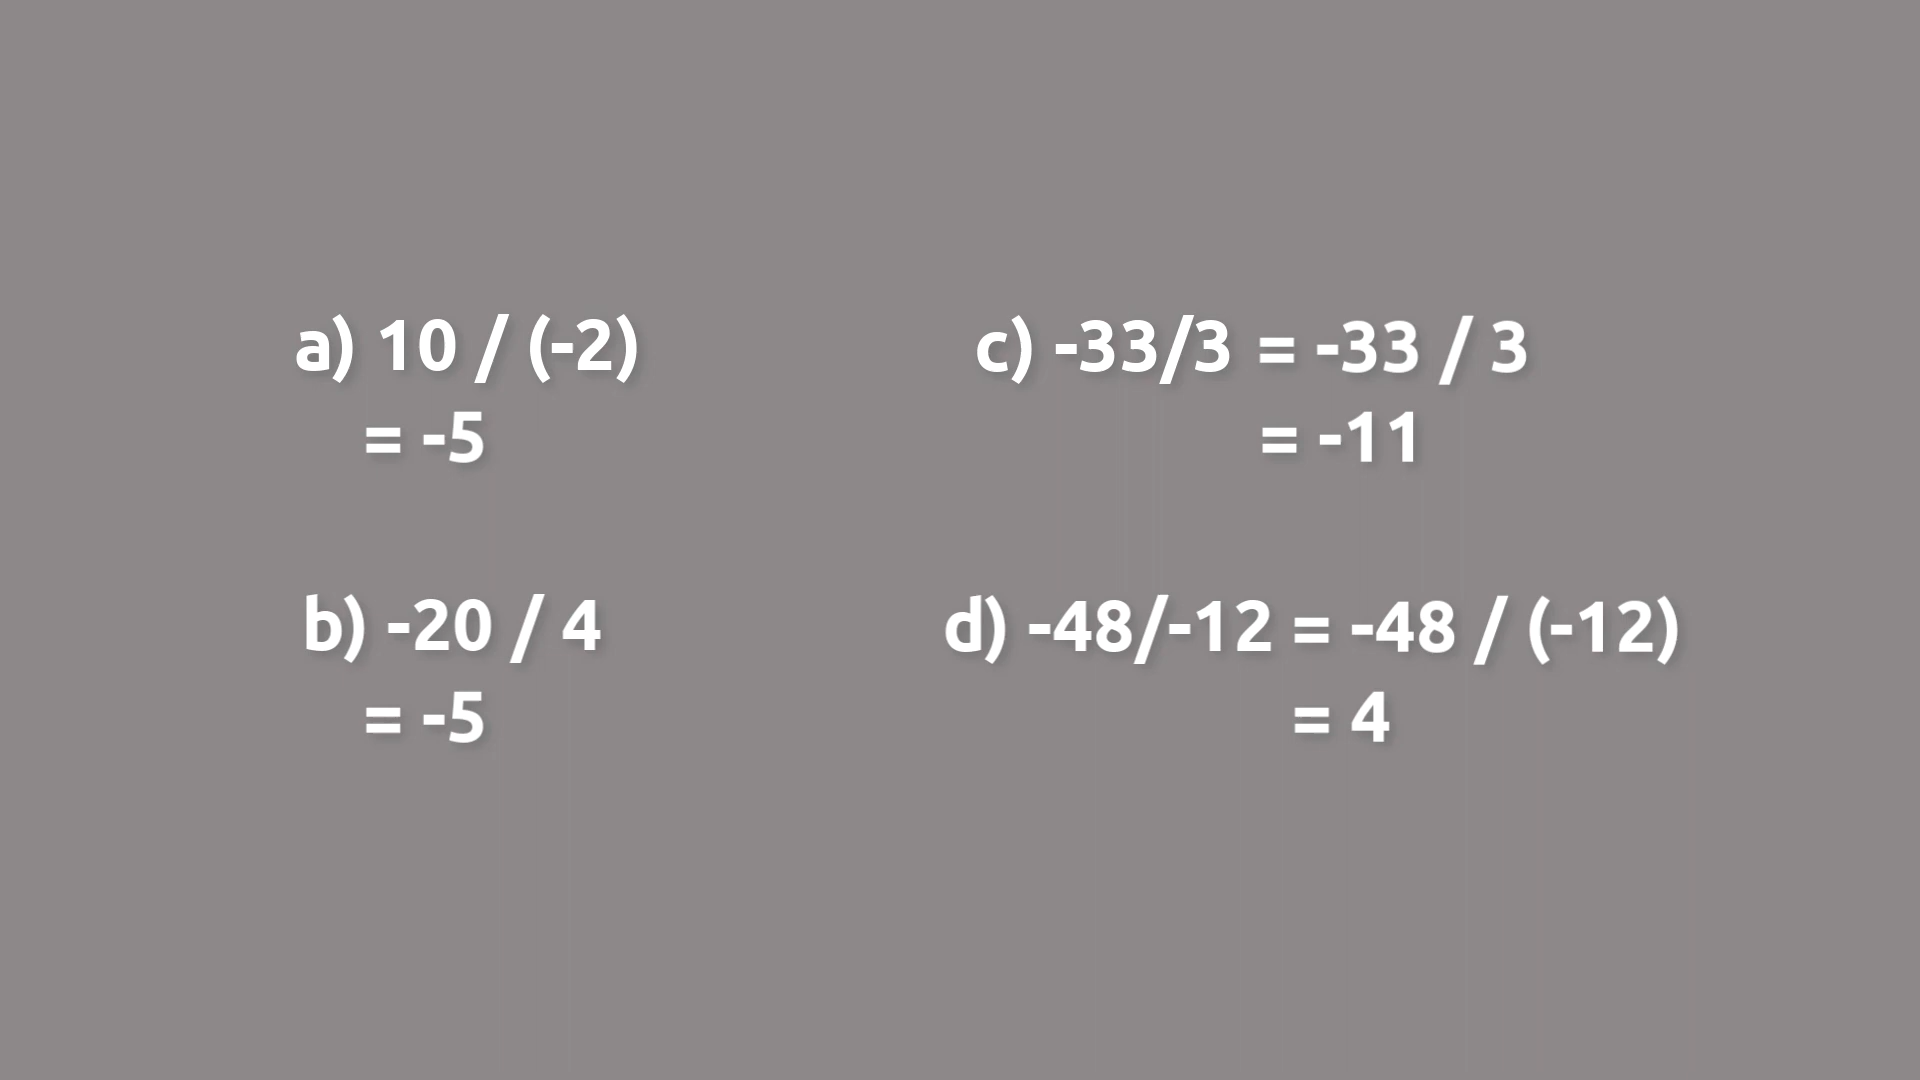 a) 10 / (-2)
= -5
b) -20 / 4
= -5
c) -33/3 = -33 / 3
= -11
d) -48/-12 = -48 / (-12)
= 4